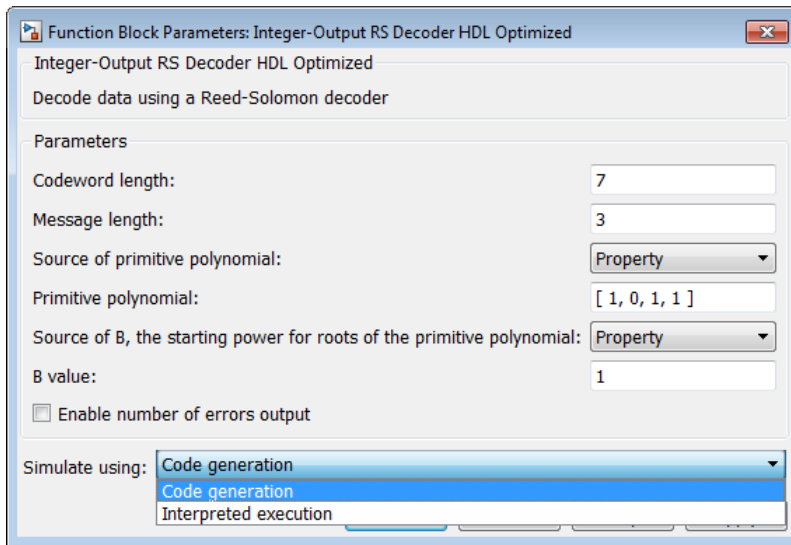 Function Block Parameters: Integer-Output RS Decoder HDL Optimized
Integer-Output RS Decoder HDL Optimized
Decode data using a Reed-Solomon decoder
Parameters
Codeword length: 7
Message length: 3
Source of primitive polynomial: Property
Primitive polynomial: [ 1, 0, 1, 1 ]
Source of B, the starting power for roots of the primitive polynomial: Property
B value: 1
Enable number of errors output
Simulate using: Code generation
Code generation
Interpreted execution